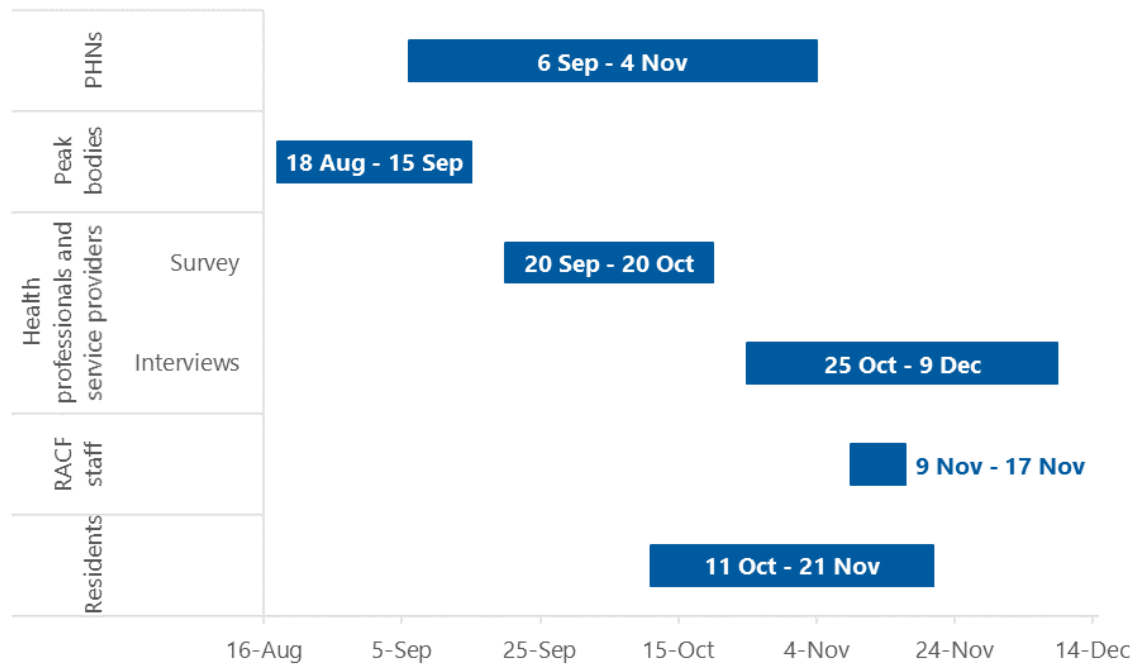 PHNs
6 Sep - 4 Nov
Peak
bodies
18 Aug - 15 Sep
Health
professionals and
service providers
Survey
20 Sep - 20 Oct
Interviews
25 Oct - 9 Dec
RACF
staff
9 Nov - 17 Nov
Residents
11 Oct - 21 Nov
16-Aug
5-Sep
25-Sep
15-Oct
4-Nov
24-Nov
14-Dec